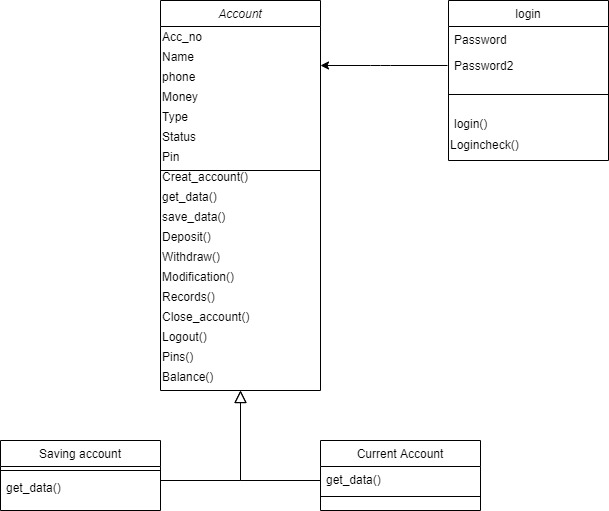 Account
Acc_no
Name
phone
Money
Type
Status
Pin
Creat_account()
get_data()
save_data()
Deposit()
Withdraw()
Modification()
Records()
Close_account()
Logout()
Pins()
Balance()
login
Password
Password2
login()
Logincheck()
Saving account
get_data()
Current Account
get_data()